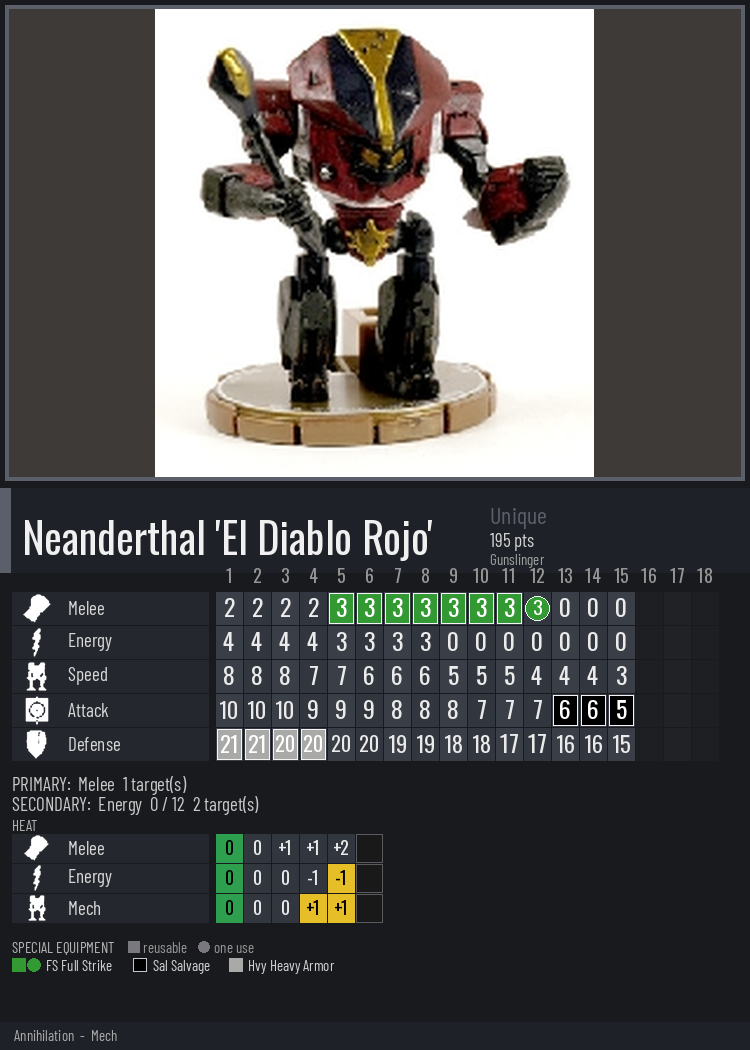 Neanderthal 'El Diablo Rojo'
Unique
195 pts
Gunslinger
1 2 3 4 5 6 7 8 9 10 11 12 13 14 15 16 17 18
Melee 2 2 2 2 3 3 3 3 3 3 3 3 0 0 0
Energy 4 4 4 4 3 3 3 3 0 0 0 0 0 0 0
Speed 8 8 8 7 7 6 6 6 5 5 5 4 4 4 3
Attack 10 10 10 9 9 9 8 8 8 7 7 7 6 6 5
Defense 21 21 20 20 20 20 19 19 18 18 17 17 16 16 15
PRIMARY: Melee 1 target(s)
SECONDARY: Energy 0 / 12 2 target(s)
HEAT
Melee 0 0 +1 +1 +2
Energy 0 0 0 -1 -1
Mech 0 0 0 +1 +1
SPECIAL EQUIPMENT reusable one use
FS Full Strike Sal Salvage Hvy Heavy Armor
Annihilation - Mech